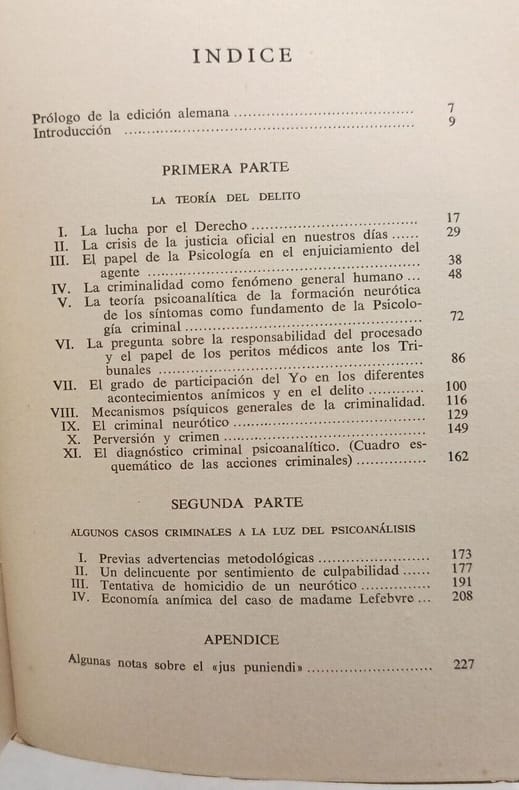 INDICE
Prólogo de la edición alemana ........................................ 7
Introducción ........................................................... 9
PRIMERA PARTE
LA TEORÍA DEL DELITO
I. La lucha por el Derecho .................................... 17
II. La crisis de la justicia oficial en nuestros días ...... 29
III. El papel de la Psicología en el enjuiciamiento del
agente .................................................... 38
IV. La criminalidad como fenómeno general humano ... 48
V. La teoría psicoanalítica de la formación neurótica
de los síntomas como fundamento de la Psicolo-
gía criminal ................................................ 72
VI. La pregunta sobre la responsabilidad del procesado
y el papel de los peritos médicos ante los Tri-
bunales .................................................... 86
VII. El grado de participación del Yo en los diferentes
acontecimientos anímicos y en el delito ............ 100
VIII. Mecanismos psíquicos generales de la criminalidad. 116
IX. El criminal neurótico ...................................... 129
X. Perversión y crimen ........................................ 149
XI. El diagnóstico criminal psicoanalítico. (Cuadro es-
quemático de las acciones criminales) ............... 162
SEGUNDA PARTE
ALGUNOS CASOS CRIMINALES A LA LUZ DEL PSICOANÁLISIS
I. Previas advertencias metodológicas ........................ 173
II. Un delincuente por sentimiento de culpabilidad ...... 177
III. Tentativa de homicidio de un neurótico ............... 191
IV. Economía anímica del caso de madame Lefebvre ... 208
APENDICE
Algunas notas sobre el «jus puniendi» ........................... 227